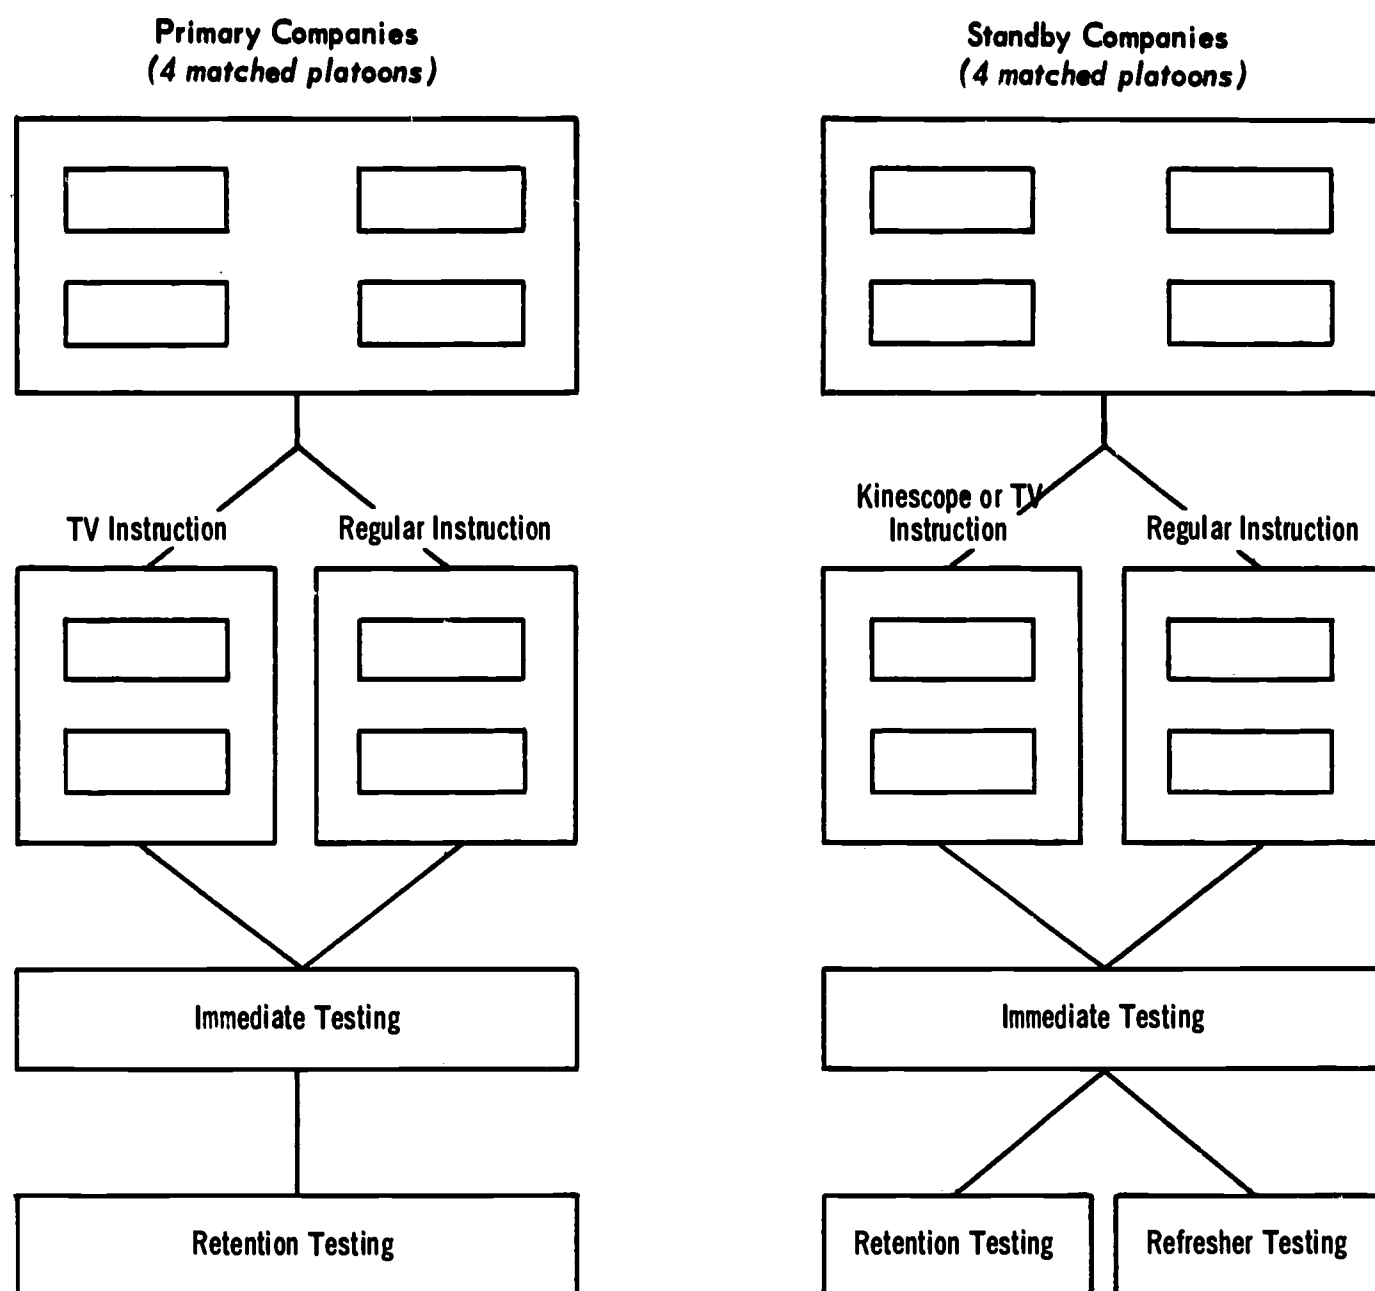 Primary Companies
(4 matched platoons)
Standby Companies
(4 matched platoons)
TV Instruction
Regular Instruction
Kinescope or TV
Instruction
Regular Instruction
Immediate Testing
Immediate Testing
Retention Testing
Retention Testing
Refresher Testing